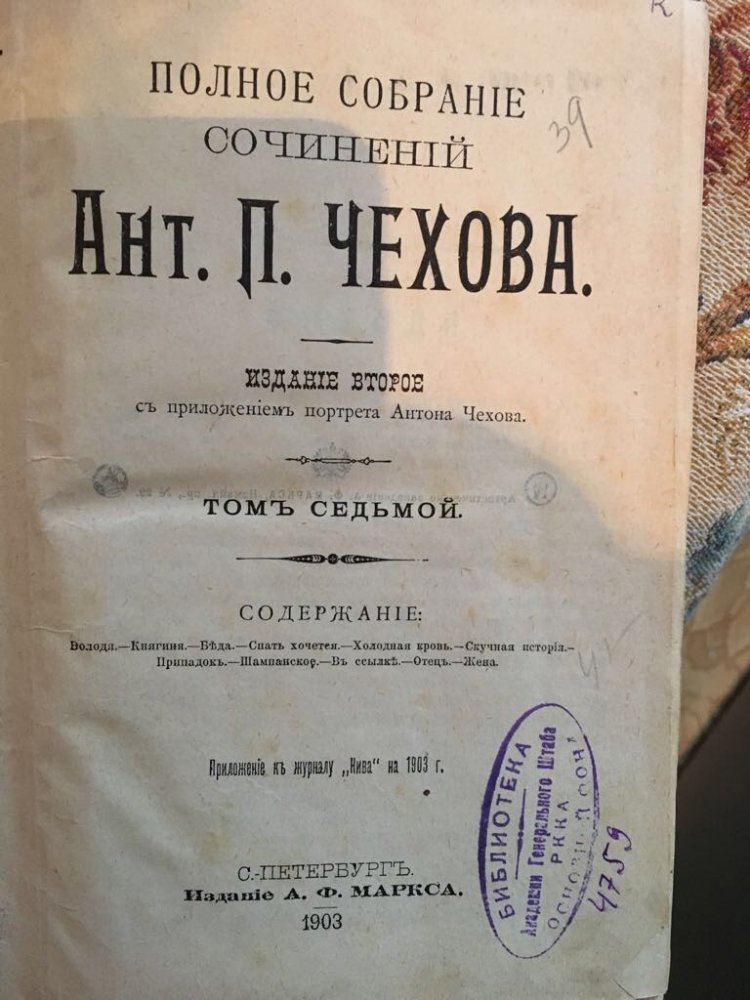 К
ПОЛНОЕ СОБРАНІЕ
СОЧИНЕНІЙ
39
АНТ. П. ЧЕХОВА.
ИЗДАНІЕ ВТОРОЕ
съ приложеніемъ портрета Антона Чехова.
ТОМЪ СЕДЬМОЙ.
СОДЕРЖАНІЕ:
Володя.—Княгиня.—Бѣда.—Спать хочется.—Холодная кровь.—Скучная исторія.—
Припадокъ.—Шампанское.—Въ ссылкѣ.—Отецъ.—Жена.
Приложеніе къ журналу „Нива“ на 1903 г.
С.-ПЕТЕРБУРГЪ.
Изданіе А. Ф. МАРКСА.
1903
БИБЛИОТЕКА
Академии Генерального Штаба
РККА
ОСНОВНОЙ ФОНД
4759